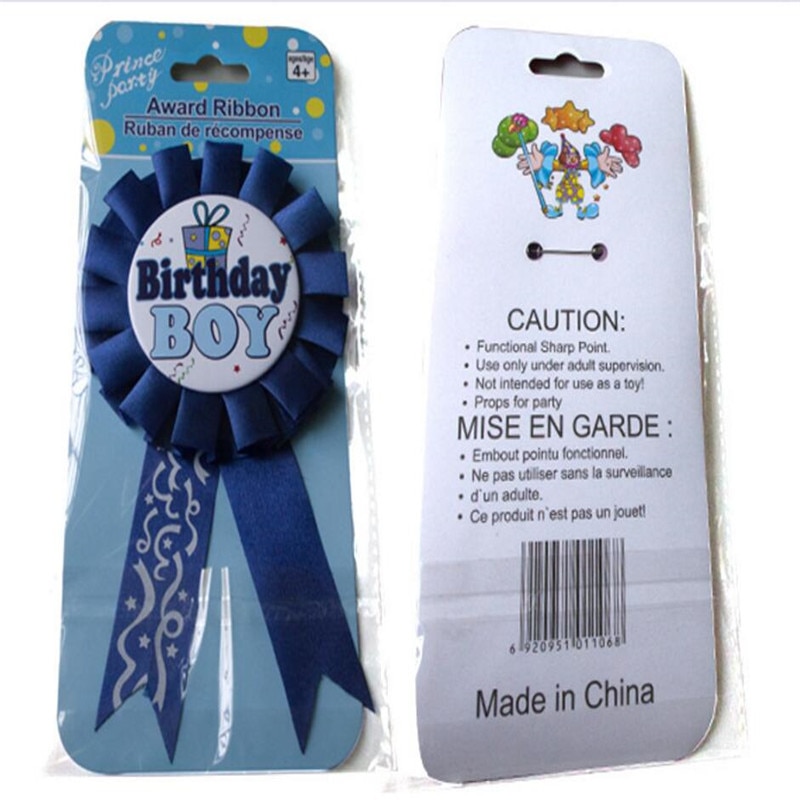 Prince
party
ages/age
4+
Award Ribbon
Ruban de récompense
Birthday
BOY
CAUTION:
• Functional Sharp Point.
• Use only under adult supervision.
• Not intended for use as a toy!
• Props for party
MISE EN GARDE :
• Embout pointu fonctionnel.
• Ne pas utiliser sans la surveillance
• d`un adulte.
• Ce produit n`est pas un jouet!
6 920951 011068
Made in China